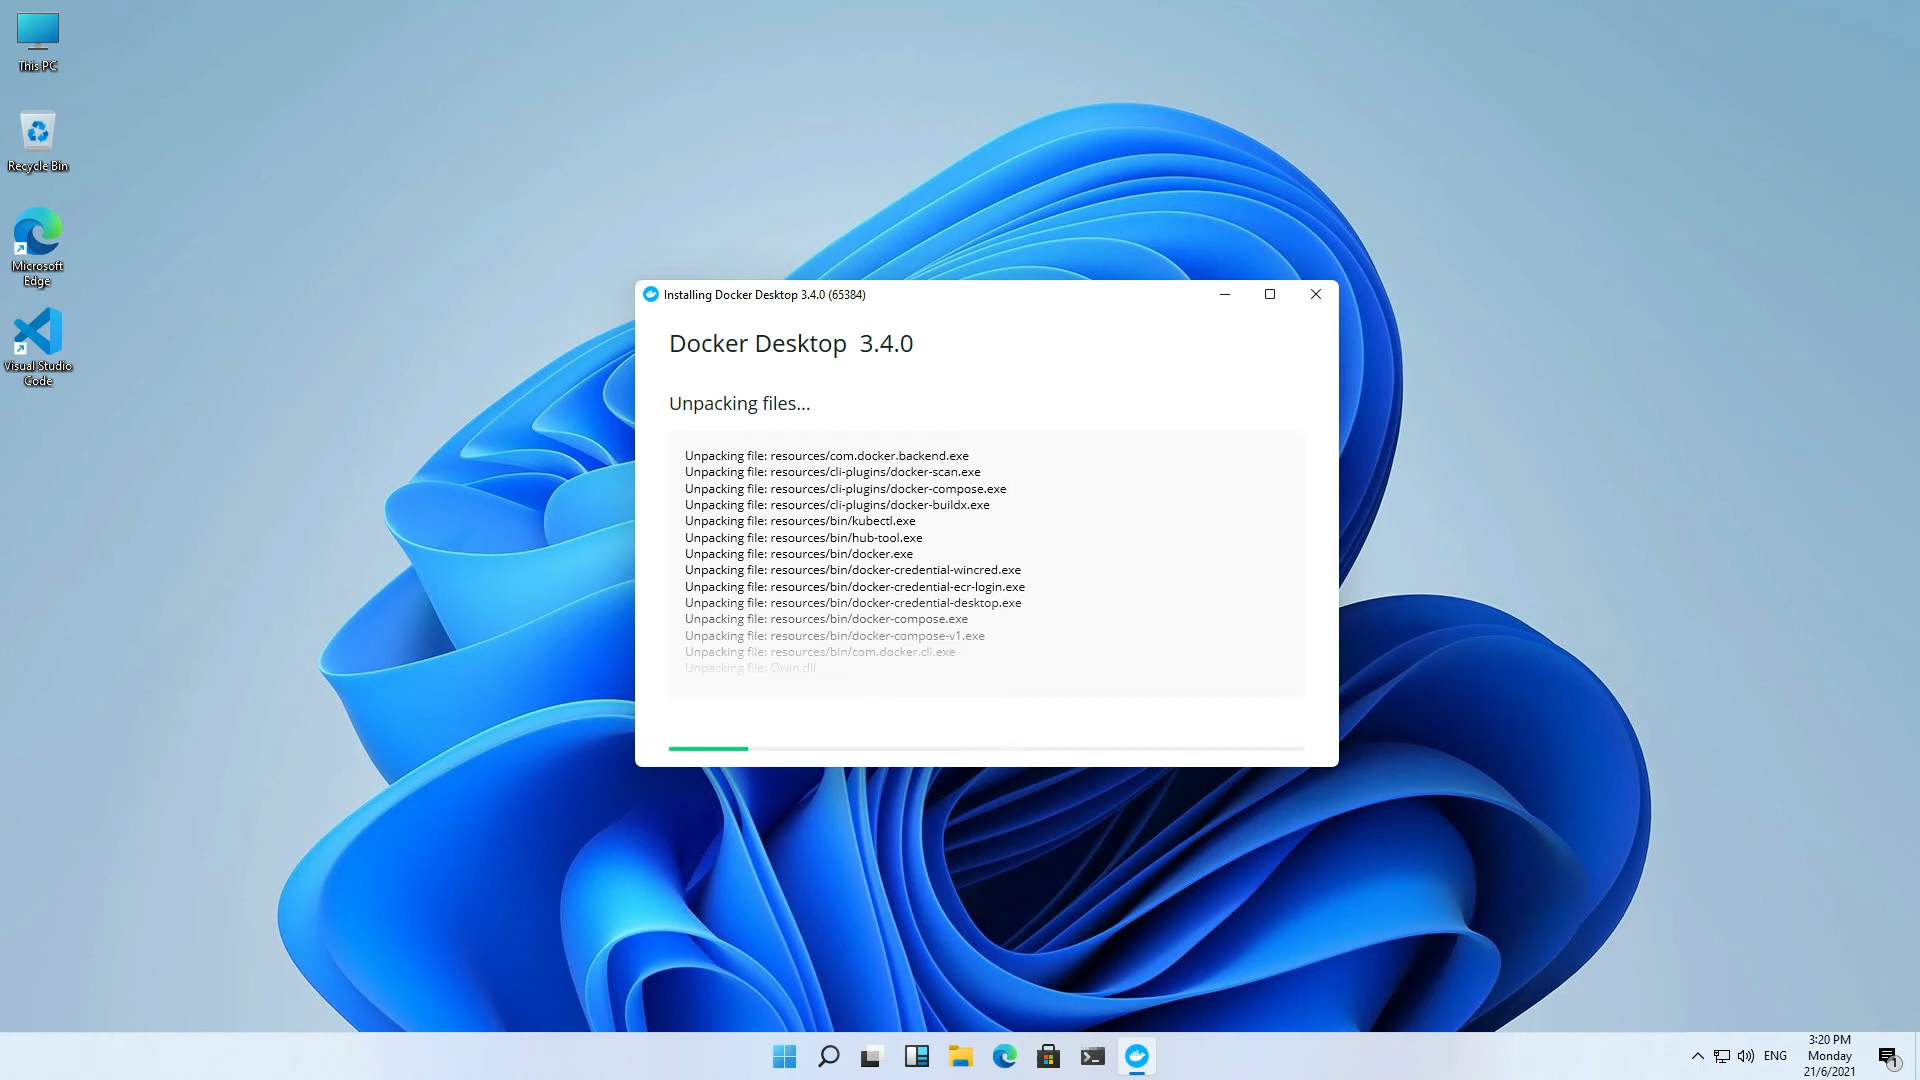 This PC
Recycle Bin
Microsoft
Edge
Visual Studio
Code
Installing Docker Desktop 3.4.0 (65384)
Docker Desktop 3.4.0
Unpacking files...
Unpacking file: resources/com.docker.backend.exe
Unpacking file: resources/cli-plugins/docker-scan.exe
Unpacking file: resources/cli-plugins/docker-compose.exe
Unpacking file: resources/cli-plugins/docker-buildx.exe
Unpacking file: resources/bin/kubectl.exe
Unpacking file: resources/bin/hub-tool.exe
Unpacking file: resources/bin/docker.exe
Unpacking file: resources/bin/docker-credential-wincred.exe
Unpacking file: resources/bin/docker-credential-ecr-login.exe
Unpacking file: resources/bin/docker-credential-desktop.exe
Unpacking file: resources/bin/docker-compose.exe
Unpacking file: resources/bin/docker-compose-v1.exe
Unpacking file: resources/bin/com.docker.cli.exe
Unpacking file: Owin.dll
ENG
3:20 PM
Monday
21/6/2021
1